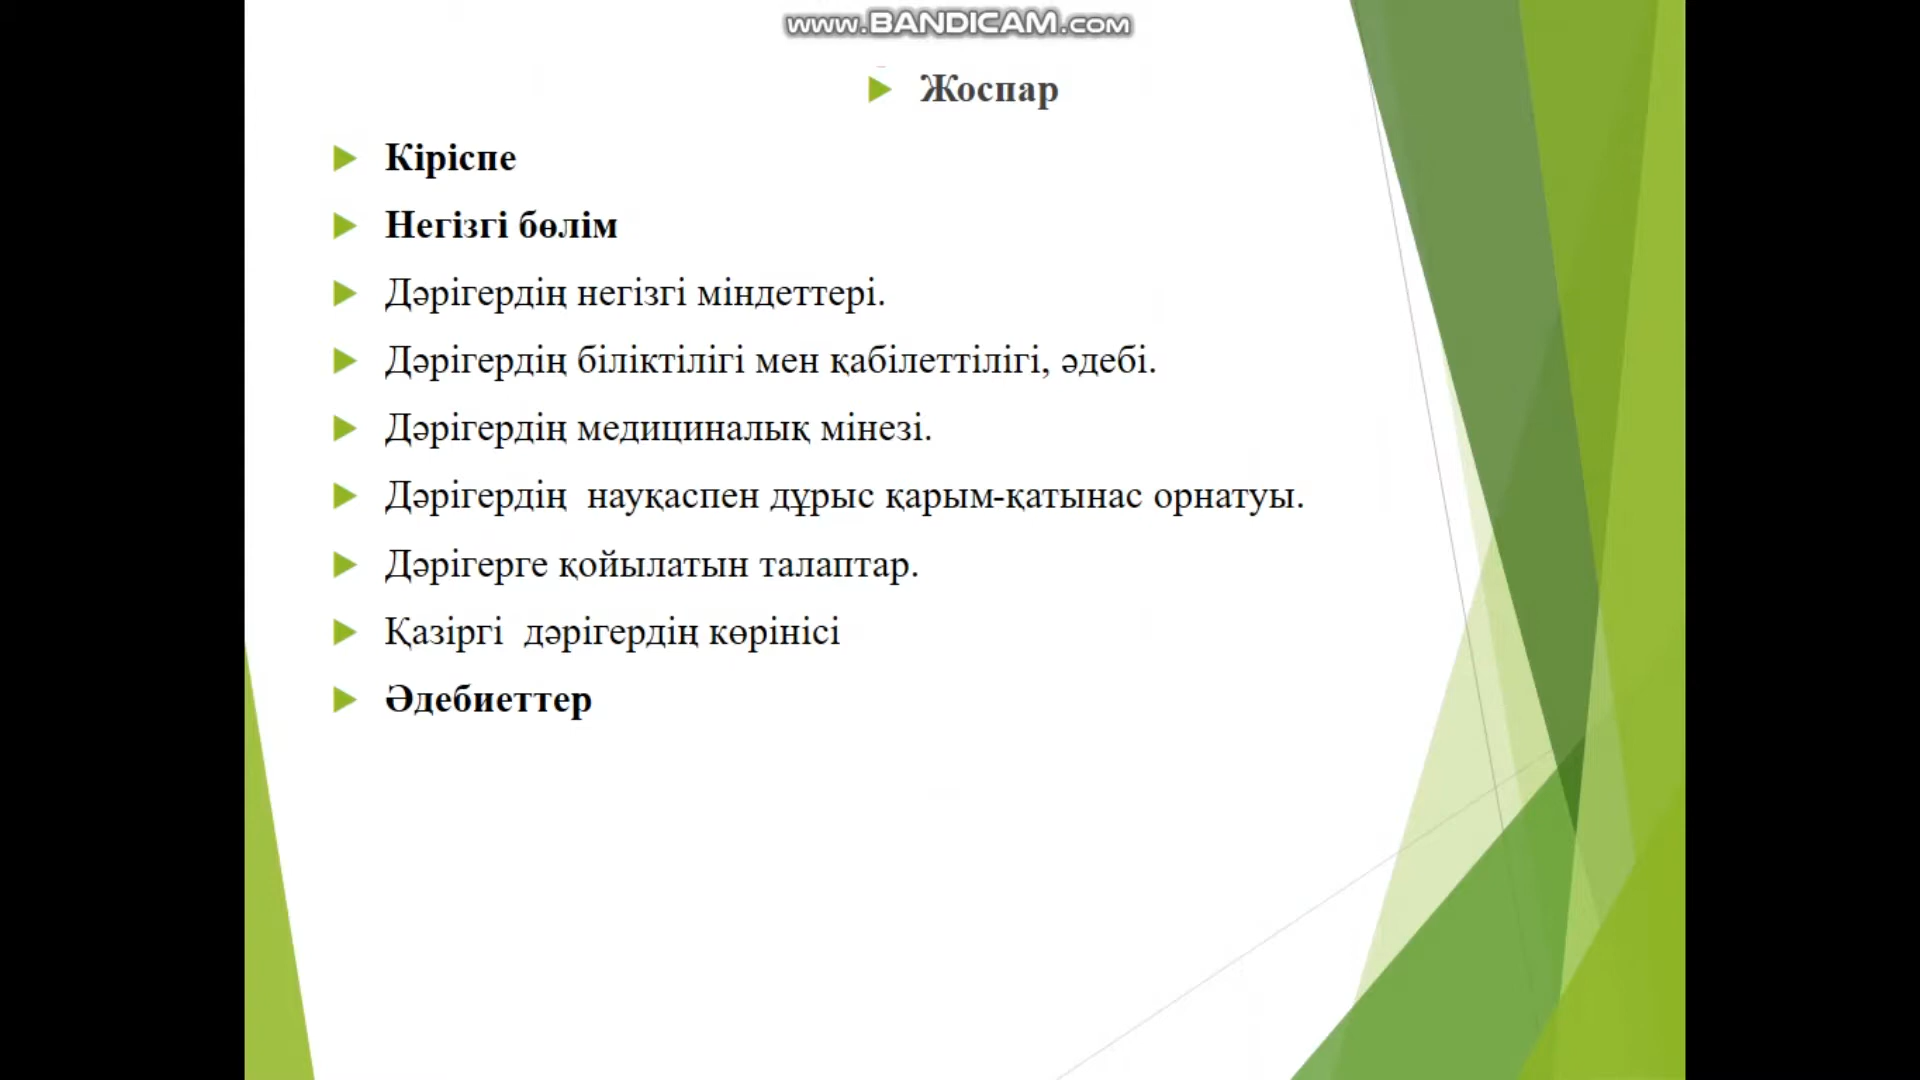 www.BANDICAM.com
Жоспар
Кіріспе
Негізгі бөлім
Дәрігердің негізгі міндеттері.
Дәрігердің біліктілігі мен қабілеттілігі, әдебі.
Дәрігердің медициналық мінезі.
Дәрігердің  науқаспен дұрыс қарым-қатынас орнатуы.
Дәрігерге қойылатын талаптар.
Қазіргі  дәрігердің көрінісі
Әдебиеттер